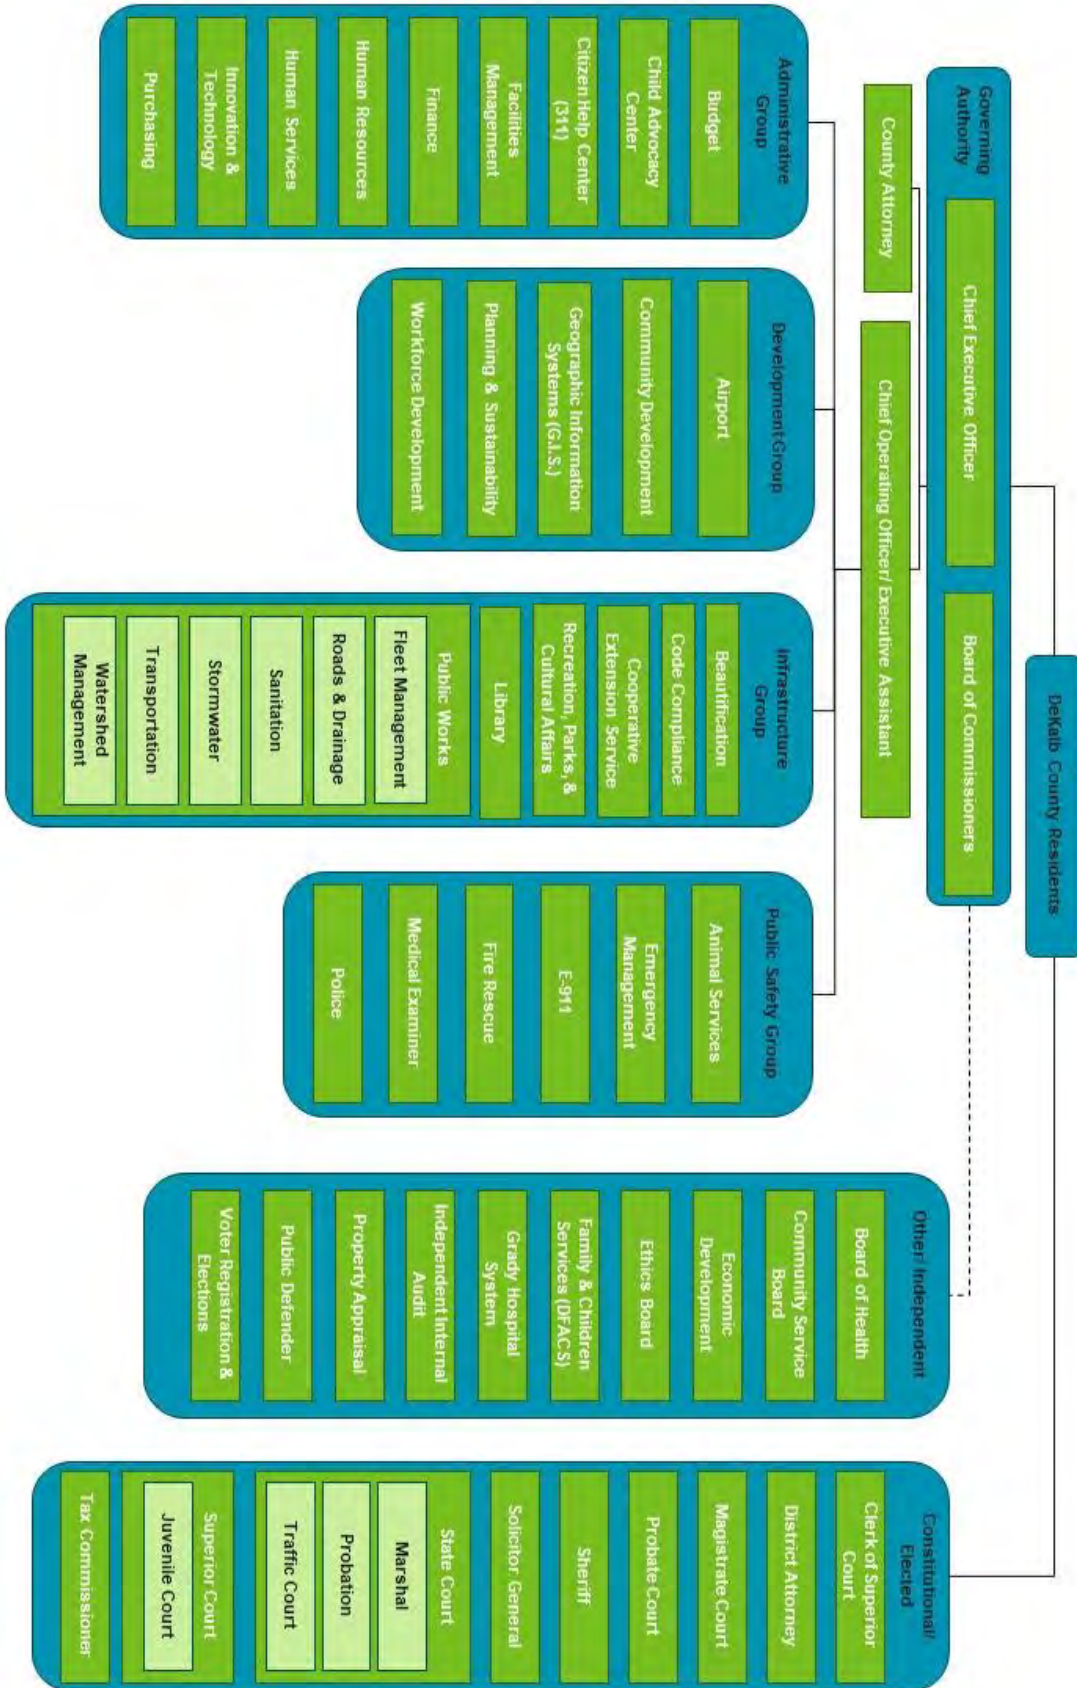 DeKalb County Residents
Governing
Authority
Chief Executive Officer
Board of Commissioners
County Attorney
Chief Operating Officer/ Executive Assistant
Administrative
Group
Budget
Child Advocacy
Center
Citizen Help Center
(311)
Facilities
Management
Finance
Human Resources
Human Services
Innovation &
Technology
Purchasing
Development Group
Airport
Community Development
Geographic Information
Systems (G.I.S.)
Planning & Sustainability
Workforce Development
Infrastructure
Group
Beautification
Code Compliance
Cooperative
Extension Service
Recreation, Parks, &
Cultural Affairs
Library
Public Works
Fleet Management
Roads & Drainage
Sanitation
Stormwater
Transportation
Watershed
Management
Public Safety Group
Animal Services
Emergency
Management
E-911
Fire Rescue
Medical Examiner
Police
Other/ Independent
Board of Health
Community Service
Board
Economic
Development
Ethics Board
Family & Children
Services (DFACS)
Grady Hospital
System
Independent Internal
Audit
Property Appraisal
Public Defender
Voter Registration &
Elections
Constitutional/
Elected
Clerk of Superior
Court
District Attorney
Magistrate Court
Probate Court
Sheriff
Solicitor General
State Court
Marshal
Probation
Traffic Court
Superior Court
Juvenile Court
Tax Commissioner